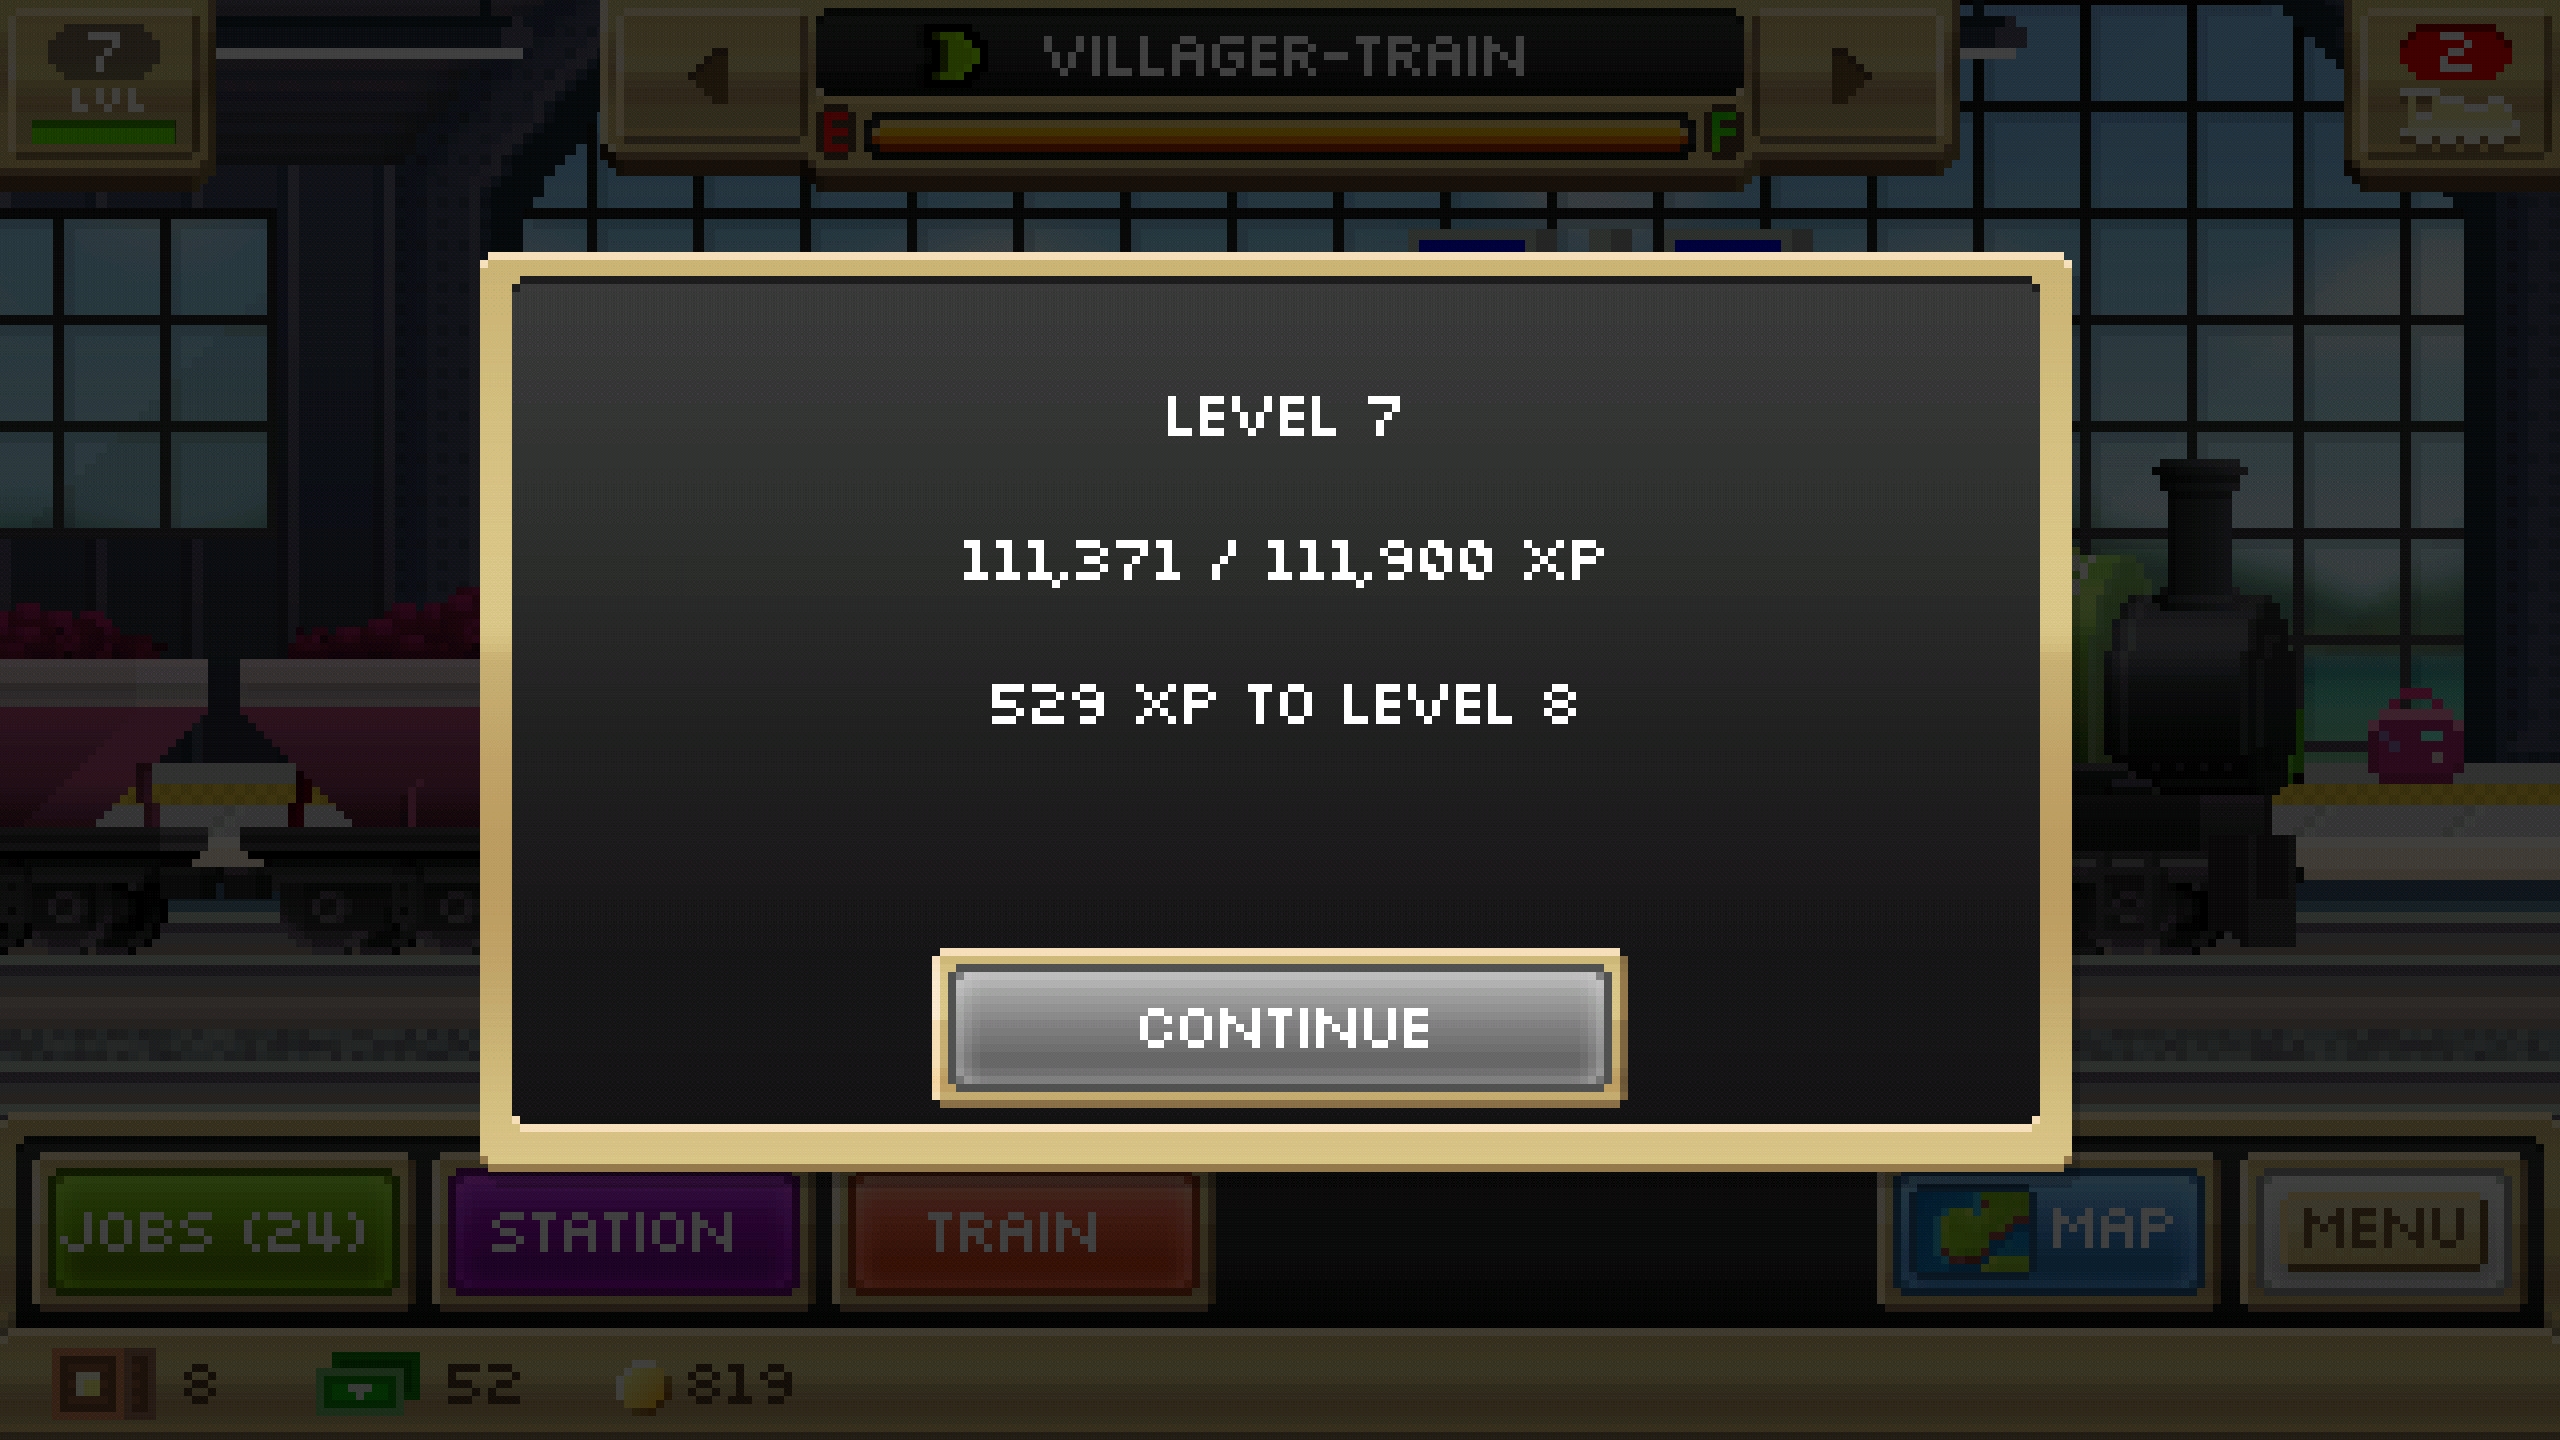 7
LVL
VILLAGER-TRAIN
E F
2
LEVEL 7
111,371 / 111,900 XP
529 XP TO LEVEL 8
CONTINUE
JOBS (24)
STATION
TRAIN
MAP
MENU
8
52
819